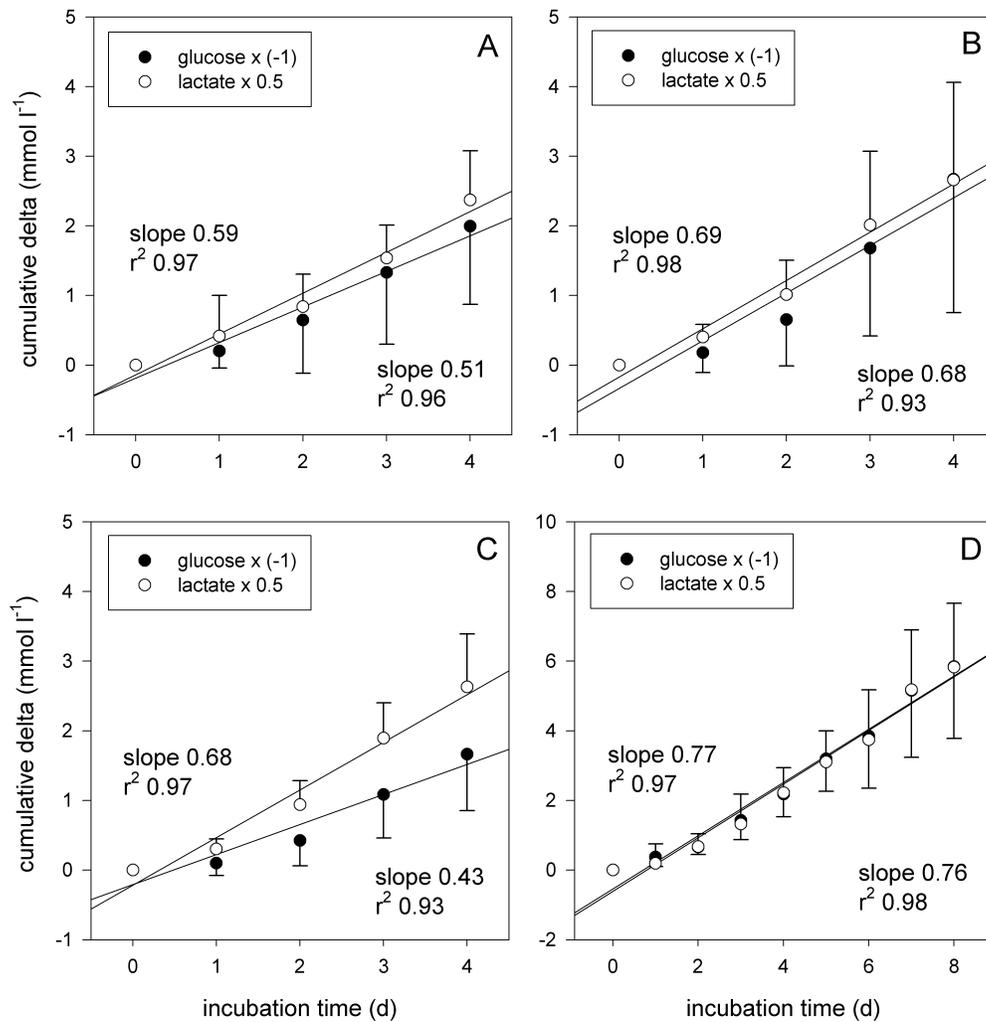 A
glucose x (-1)
lactate x 0.5
5
4
3
2
1
0
-1
cumulative delta (mmol l⁻¹)
slope 0.59
r² 0.97
slope 0.51
r² 0.96
0 1 2 3 4
B
glucose x (-1)
lactate x 0.5
5
4
3
2
1
0
-1
slope 0.69
r² 0.98
slope 0.68
r² 0.93
0 1 2 3 4
C
glucose x (-1)
lactate x 0.5
5
4
3
2
1
0
-1
cumulative delta (mmol l⁻¹)
slope 0.68
r² 0.97
slope 0.43
r² 0.93
0 1 2 3 4
incubation time (d)
D
glucose x (-1)
lactate x 0.5
10
8
6
4
2
0
-2
slope 0.77
r² 0.97
slope 0.76
r² 0.98
0 2 4 6 8
incubation time (d)